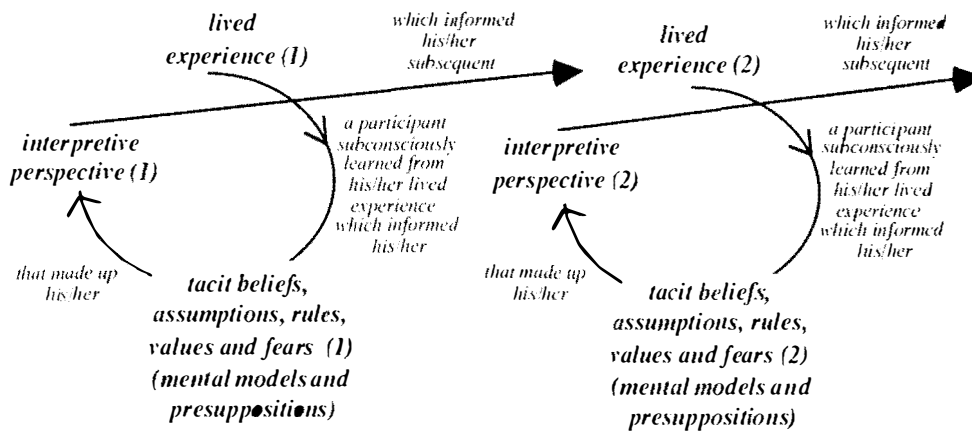 lived
experience (1)
which informed
his/her
subsequent
interpretive
perspective (1)
a participant
subconsciously
learned from
his/her lived
experience
which informed
his/her
that made up
his/her
tacit beliefs,
assumptions, rules,
values and fears (1)
(mental models and
presuppositions)
lived
experience (2)
which informed
his/her
subsequent
interpretive
perspective (2)
a participant
subconsciously
learned from
his/her lived
experience
which informed
his/her
that made up
his/her
tacit beliefs,
assumptions, rules,
values and fears (2)
(mental models and
presuppositions)